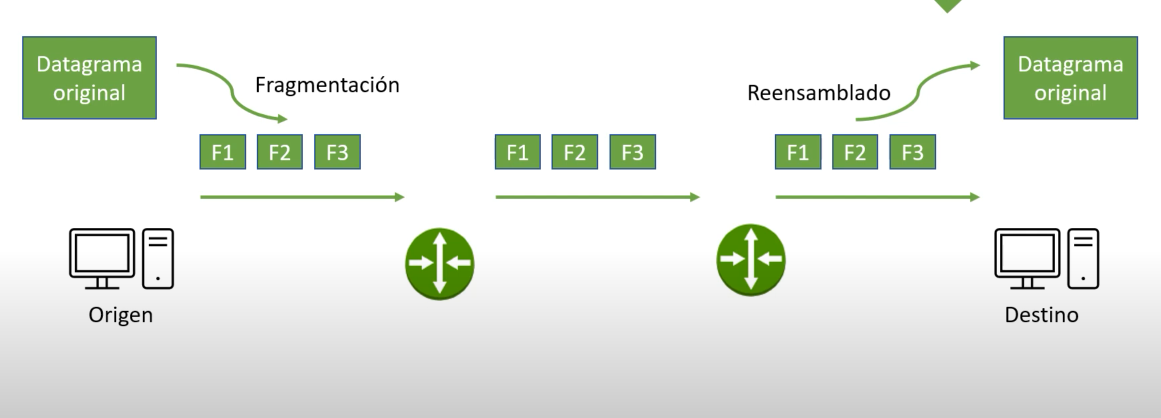 Datagrama
original
Fragmentación
Reensamblado
Datagrama
original
F1 F2 F3
F1 F2 F3
F1 F2 F3
Origen
Destino